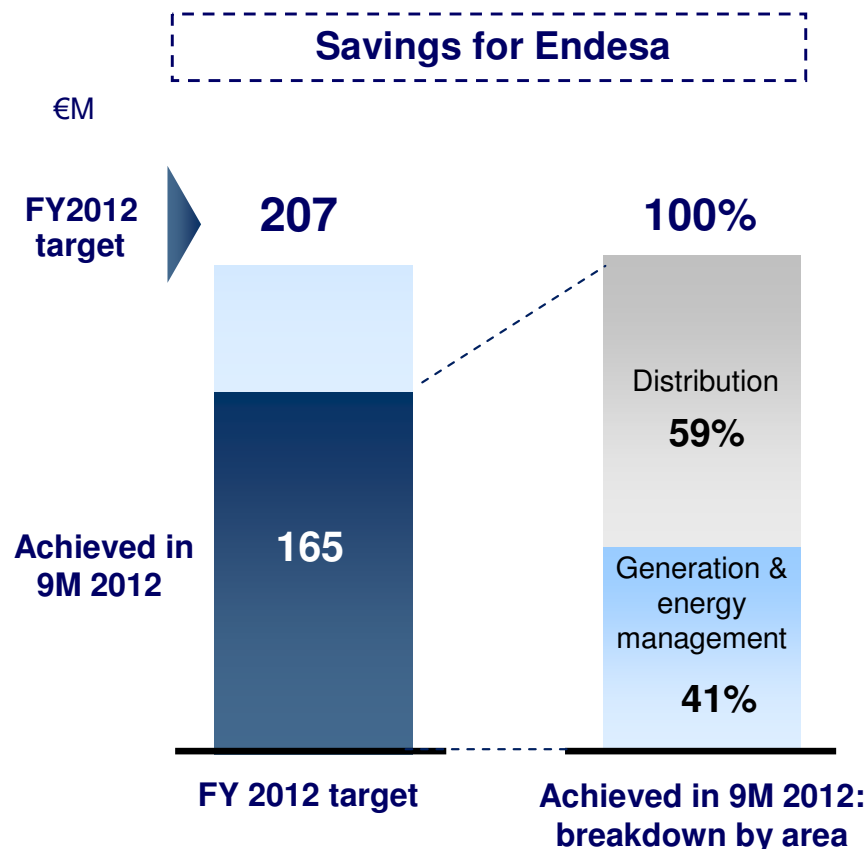 Savings for Endesa
€M
FY2012
target
207
100%
Distribution
59%
Achieved in
9M 2012
165
Generation &
energy
management
41%
FY 2012 target
Achieved in 9M 2012:
breakdown by area